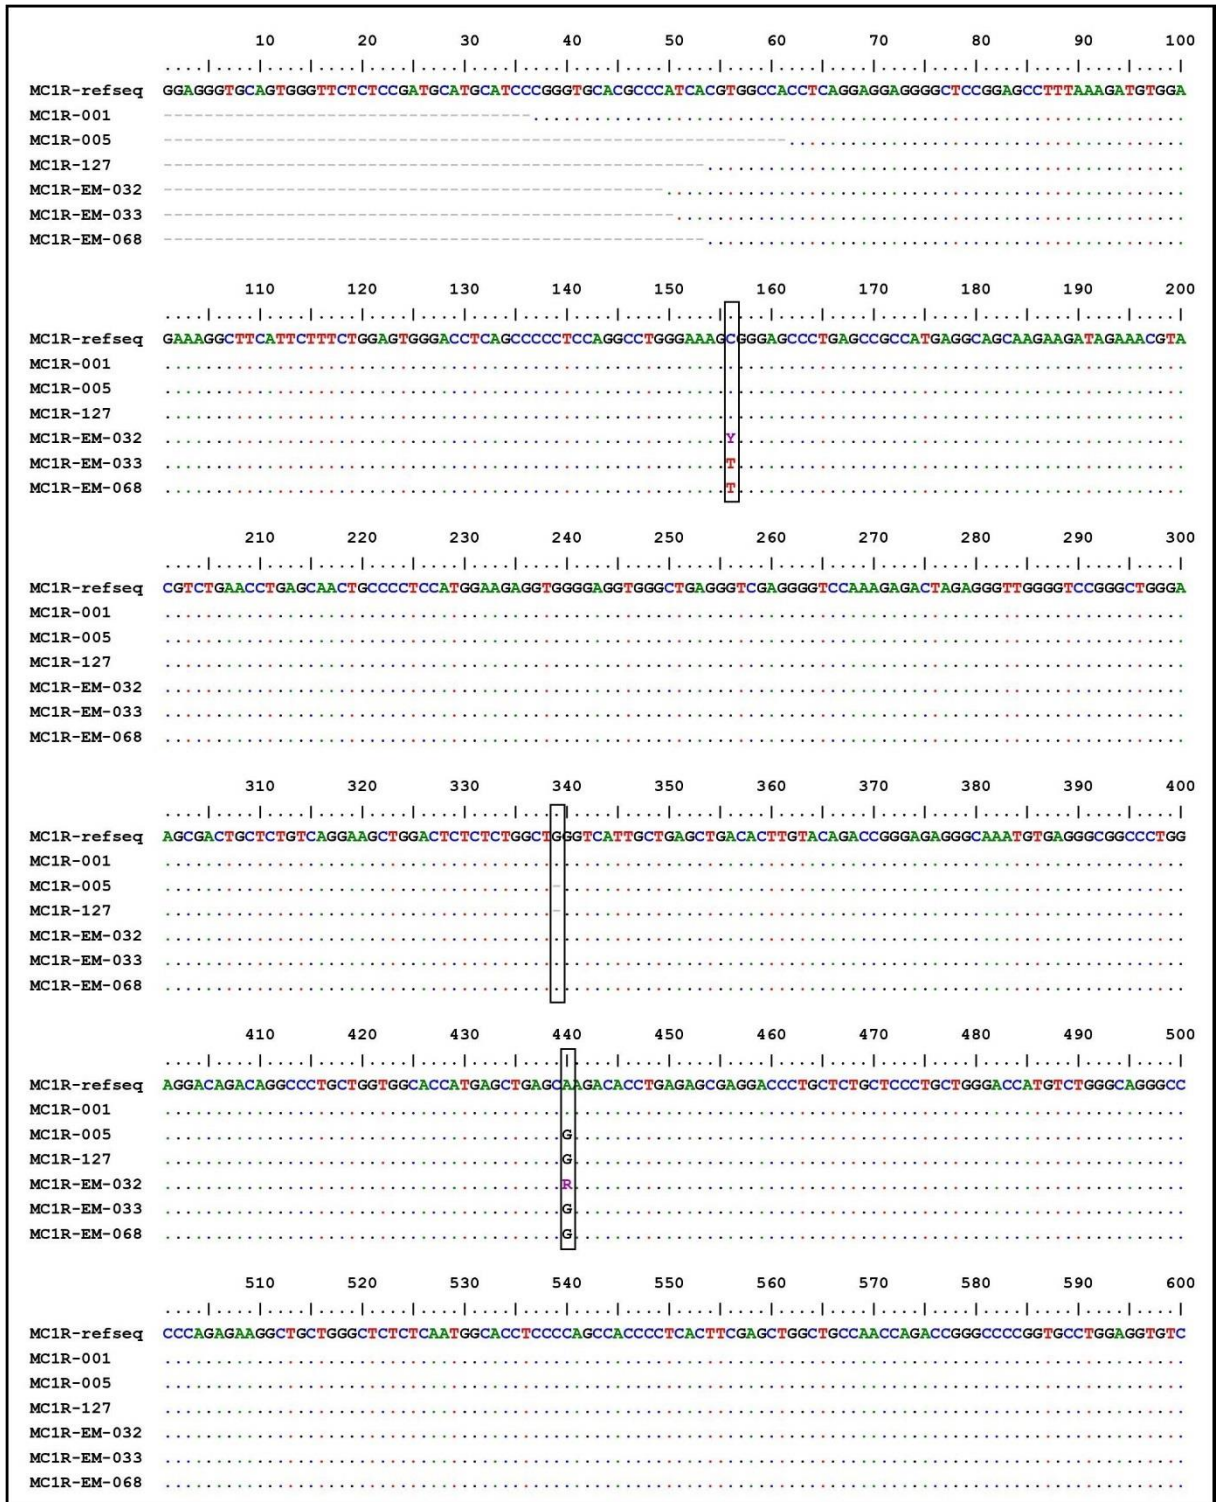 10 20 30 40 50 60 70 80 90 100
....|....|....|....|....|....|....|....|....|....|....|....|....|....|....|....|....|....|....|....|
MC1R-refseq GGAGGGTGCAGTGGGTTCTCTCCGATGCATGCATCCCGGGTGCACGCCCATCACGTGGCCACCTCAGGAGGAGGGGCTCCGGAGCCTTTAAAGATGTGGA
MC1R-001 ------------------------------------................................................................
MC1R-005 -------------------------------------------------------------.......................................
MC1R-127 -----------------------------------------------------...............................................
MC1R-EM-032 -------------------------------------------------...................................................
MC1R-EM-033 --------------------------------------------------..................................................
MC1R-EM-068 -----------------------------------------------------...............................................
110 120 130 140 150 160 170 180 190 200
....|....|....|....|....|....|....|....|....|....|....|....|....|....|....|....|....|....|....|....|
MC1R-refseq GAAAGGCTTCATTCTTTCTGGAGTGGGACCTCAGCCCCCTCCAGGCCTGGGAAAGCGGGAGCCCTGAGCCGCCATGAGGCAGCAAGAAGATAGAAACGTA
MC1R-001 ....................................................................................................
MC1R-005 ....................................................................................................
MC1R-127 ....................................................................................................
MC1R-EM-032 .......................................................Y............................................
MC1R-EM-033 .......................................................T............................................
MC1R-EM-068 .......................................................T............................................
210 220 230 240 250 260 270 280 290 300
....|....|....|....|....|....|....|....|....|....|....|....|....|....|....|....|....|....|....|....|
MC1R-refseq CGTCTGAACCTGAGCAACTGCCCCTCCATGGAAGAGGTGGGGAGGTGGGCTGAGGGTCGAGGGGTCCAAAGAGACTAGAGGGTTGGGGTCCGGGCTGGGA
MC1R-001 ....................................................................................................
MC1R-005 ....................................................................................................
MC1R-127 ....................................................................................................
MC1R-EM-032 ....................................................................................................
MC1R-EM-033 ....................................................................................................
MC1R-EM-068 ....................................................................................................
310 320 330 340 350 360 370 380 390 400
....|....|....|....|....|....|....|....|....|....|....|....|....|....|....|....|....|....|....|....|
MC1R-refseq AGCGACTGCTCTGTCAGGAAGCTGGACTCTCTCTGGCTGGGTCATTGCTGAGCTGACACTTGTACAGACCGGGAGAGGGCAAATGTGAGGGCGGCCCTGG
MC1R-001 ....................................................................................................
MC1R-005 ......................................-.............................................................
MC1R-127 ......................................-.............................................................
MC1R-EM-032 ....................................................................................................
MC1R-EM-033 ....................................................................................................
MC1R-EM-068 ....................................................................................................
410 420 430 440 450 460 470 480 490 500
....|....|....|....|....|....|....|....|....|....|....|....|....|....|....|....|....|....|....|....|
MC1R-refseq AGGACAGACAGGCCCTGCTGGTGGCACCATGAGCTGAGCAAGACACCTGAGAGCGAGGACCCTGCTCTGCTCCCTGCTGGGACCATGTCTGGGCAGGGCC
MC1R-001 ....................................................................................................
MC1R-005 .......................................G............................................................
MC1R-127 .......................................G............................................................
MC1R-EM-032 .......................................R............................................................
MC1R-EM-033 .......................................G............................................................
MC1R-EM-068 .......................................G............................................................
510 520 530 540 550 560 570 580 590 600
....|....|....|....|....|....|....|....|....|....|....|....|....|....|....|....|....|....|....|....|
MC1R-refseq CCCAGAGAAGGCTGCTGGGCTCTCTCAATGGCACCTCCCCAGCCACCCCTCACTTCGAGCTGGCTGCCAACCAGACCGGGCCCCGGTGCCTGGAGGTGTC
MC1R-001 ....................................................................................................
MC1R-005 ....................................................................................................
MC1R-127 ....................................................................................................
MC1R-EM-032 ....................................................................................................
MC1R-EM-033 ....................................................................................................
MC1R-EM-068 ....................................................................................................